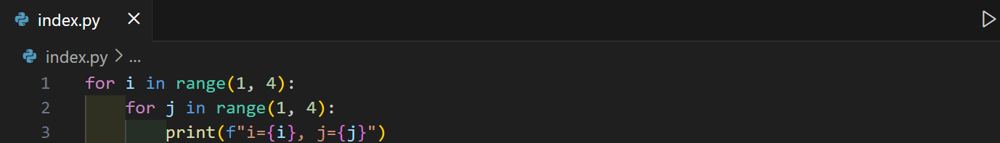 index.py
index.py > ...
1 for i in range(1, 4):
2     for j in range(1, 4):
3         print(f"i={i}, j={j}")